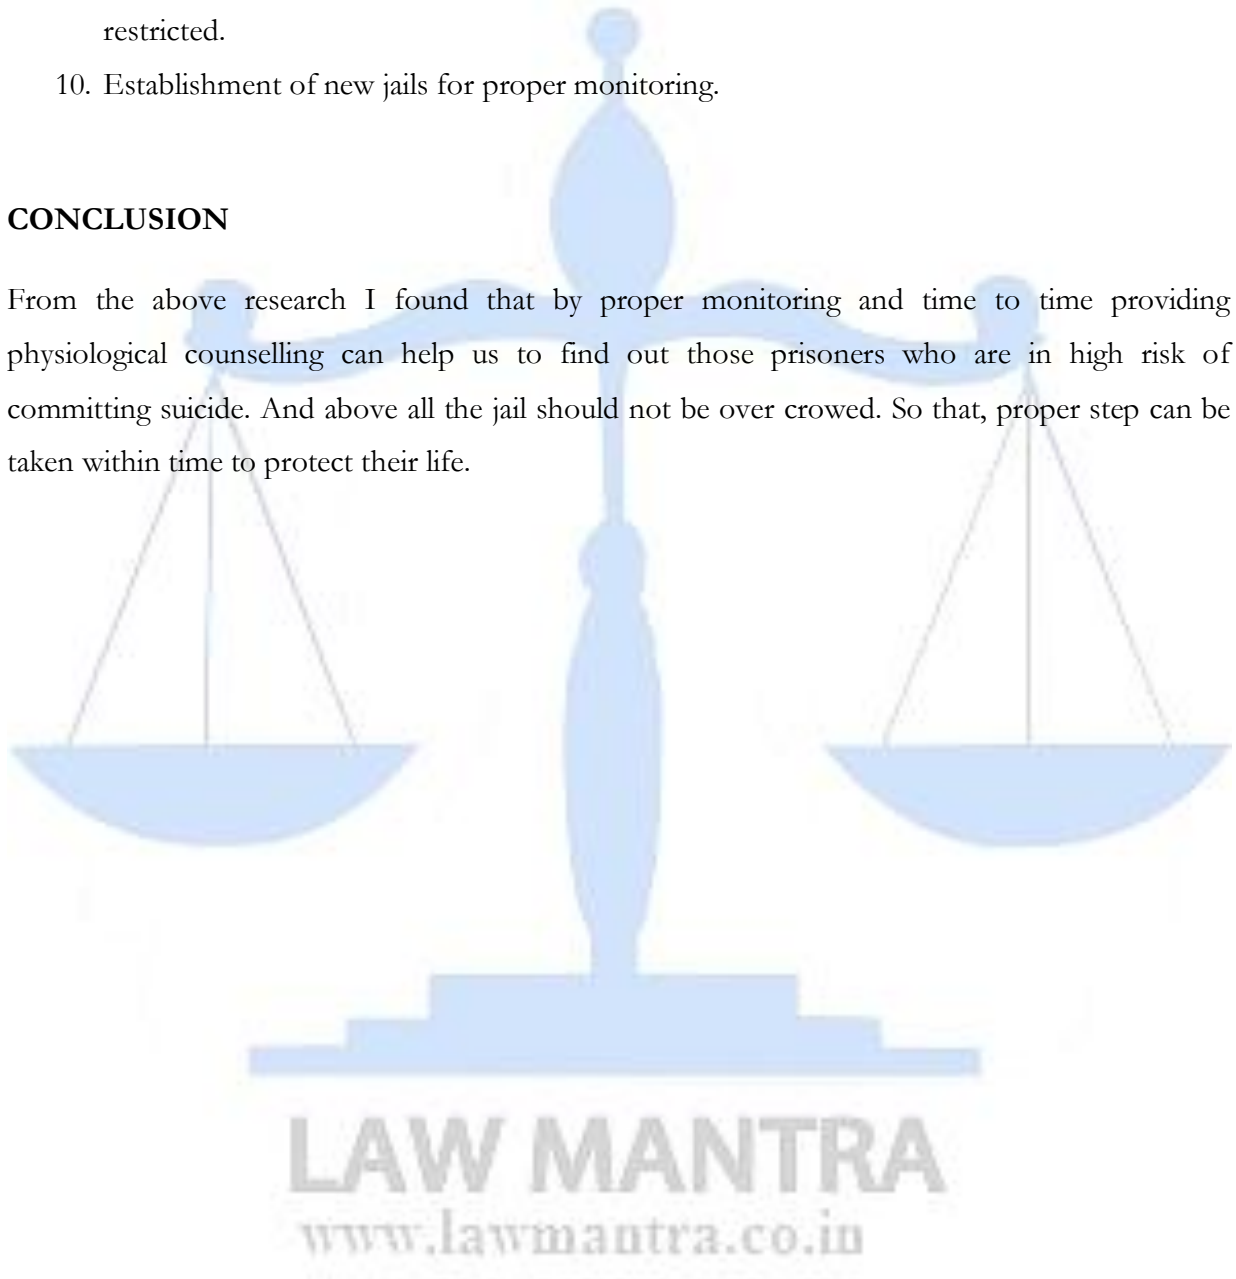 restricted.
10. Establishment of new jails for proper monitoring.
CONCLUSION
From the above research I found that by proper monitoring and time to time providing
physiological counselling can help us to find out those prisoners who are in high risk of
committing suicide. And above all the jail should not be over crowed. So that, proper step can be
taken within time to protect their life.
LAW MANTRA
www.lawmantra.co.in